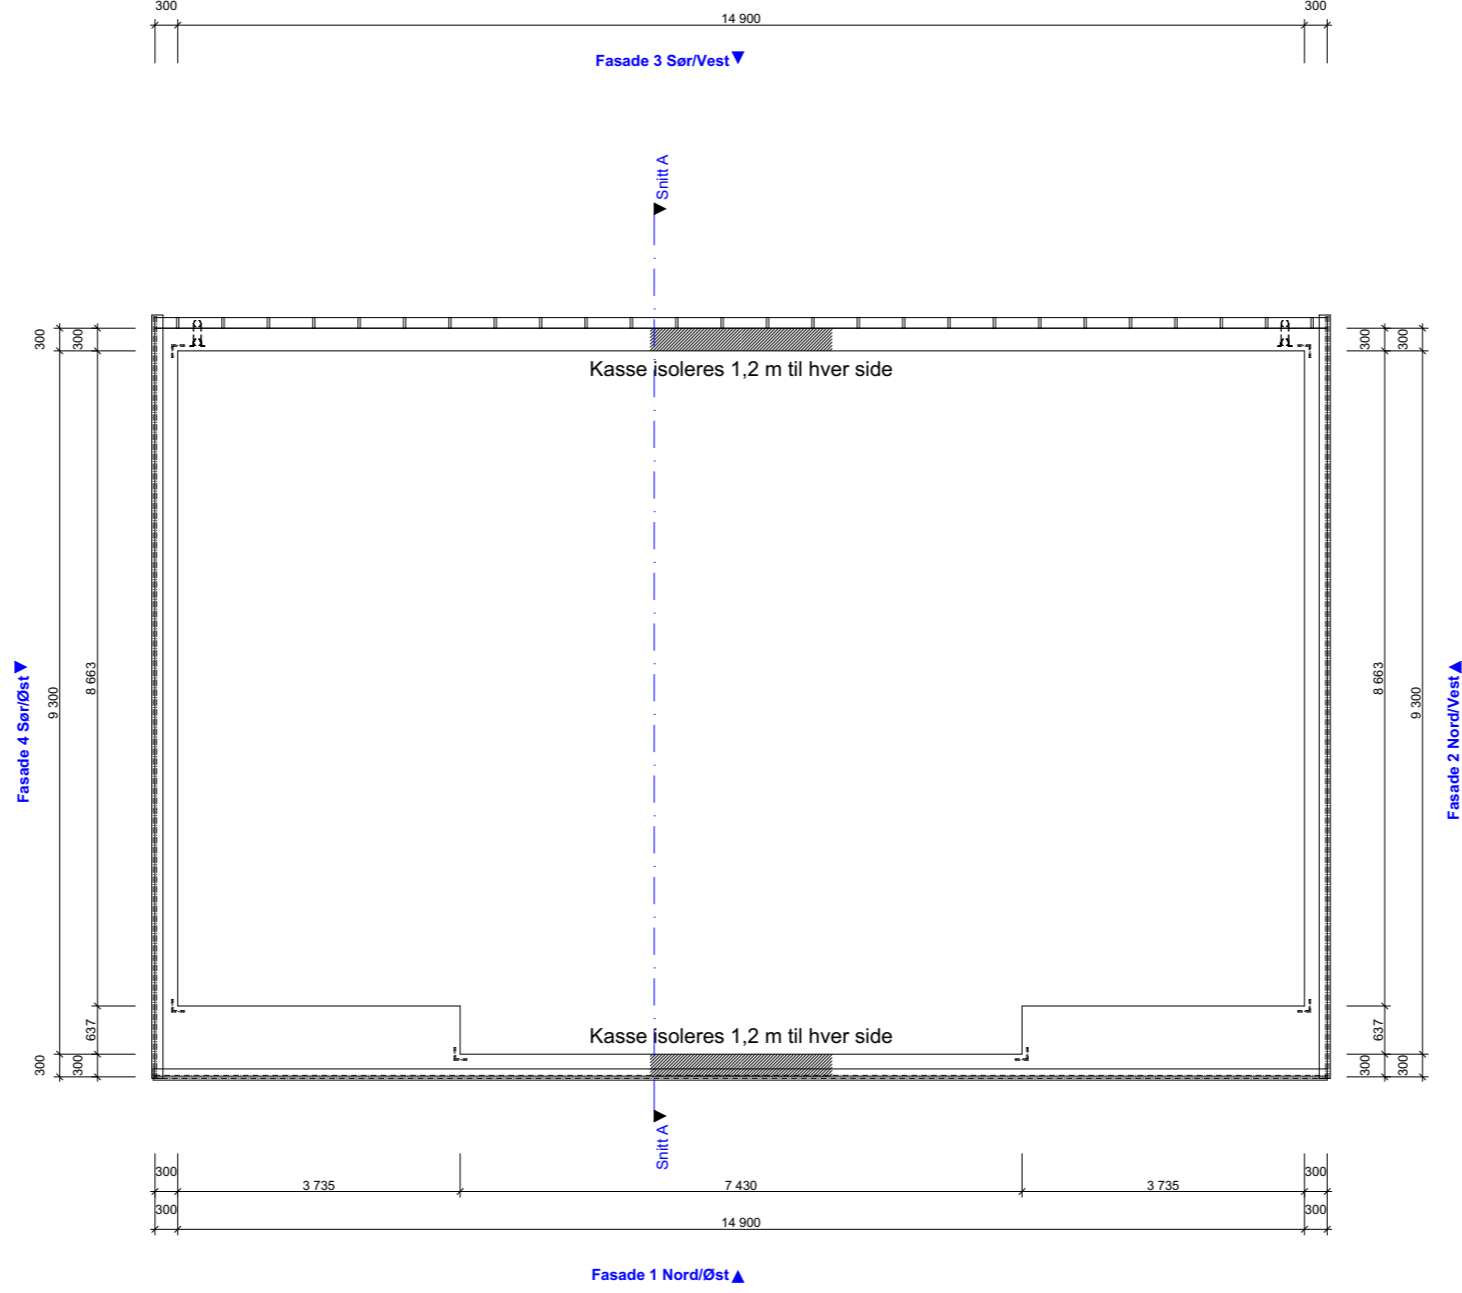 300 14 900 300
Fasade 3 Sør/Vest
Snitt A
300 300 300 300
Kasse isoleres 1,2 m til hver side
Fasade 4 Sør/Øst
9 300
8 663
8 663
9 300
Fasade 2 Nord/Vest
637 637
Kasse isoleres 1,2 m til hver side
300 300 300 300
Snitt A
300 3 735 7 430 3 735 300
300 14 900 300
Fasade 1 Nord/Øst